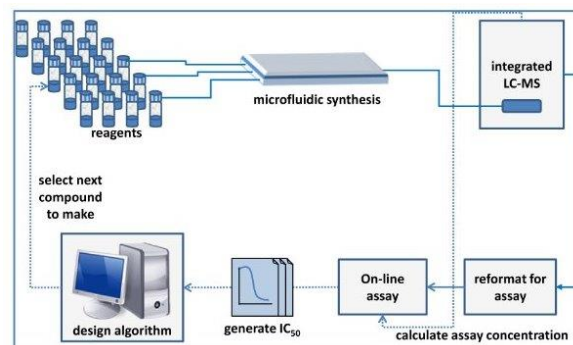 integrated
LC-MS
microfluidic synthesis
reagents
select next
compound
to make
On-line
assay
reformat for
assay
design algorithm
generate IC₅₀
calculate assay concentration